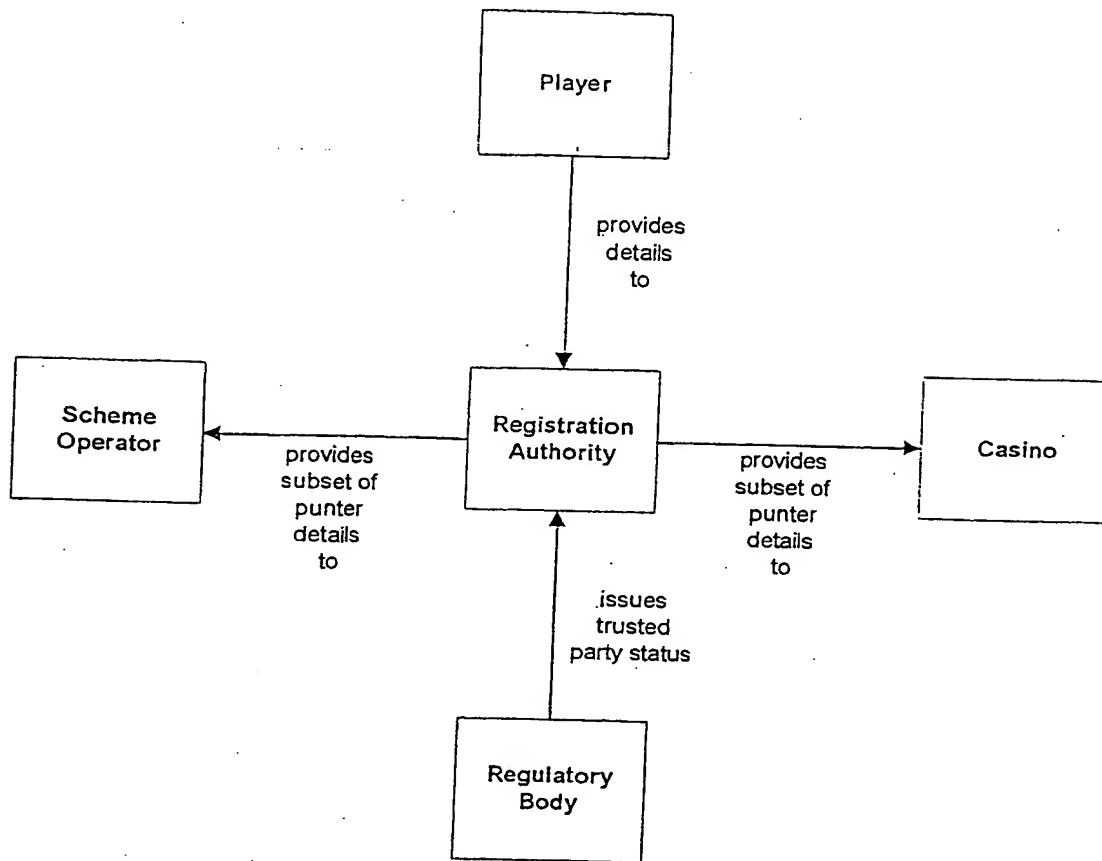 Player
provides
details
to
Scheme
Operator
Registration
Authority
Casino
provides
subset of
punter
details
to
provides
subset of
punter
details
to
issues
trusted
party status
Regulatory
Body